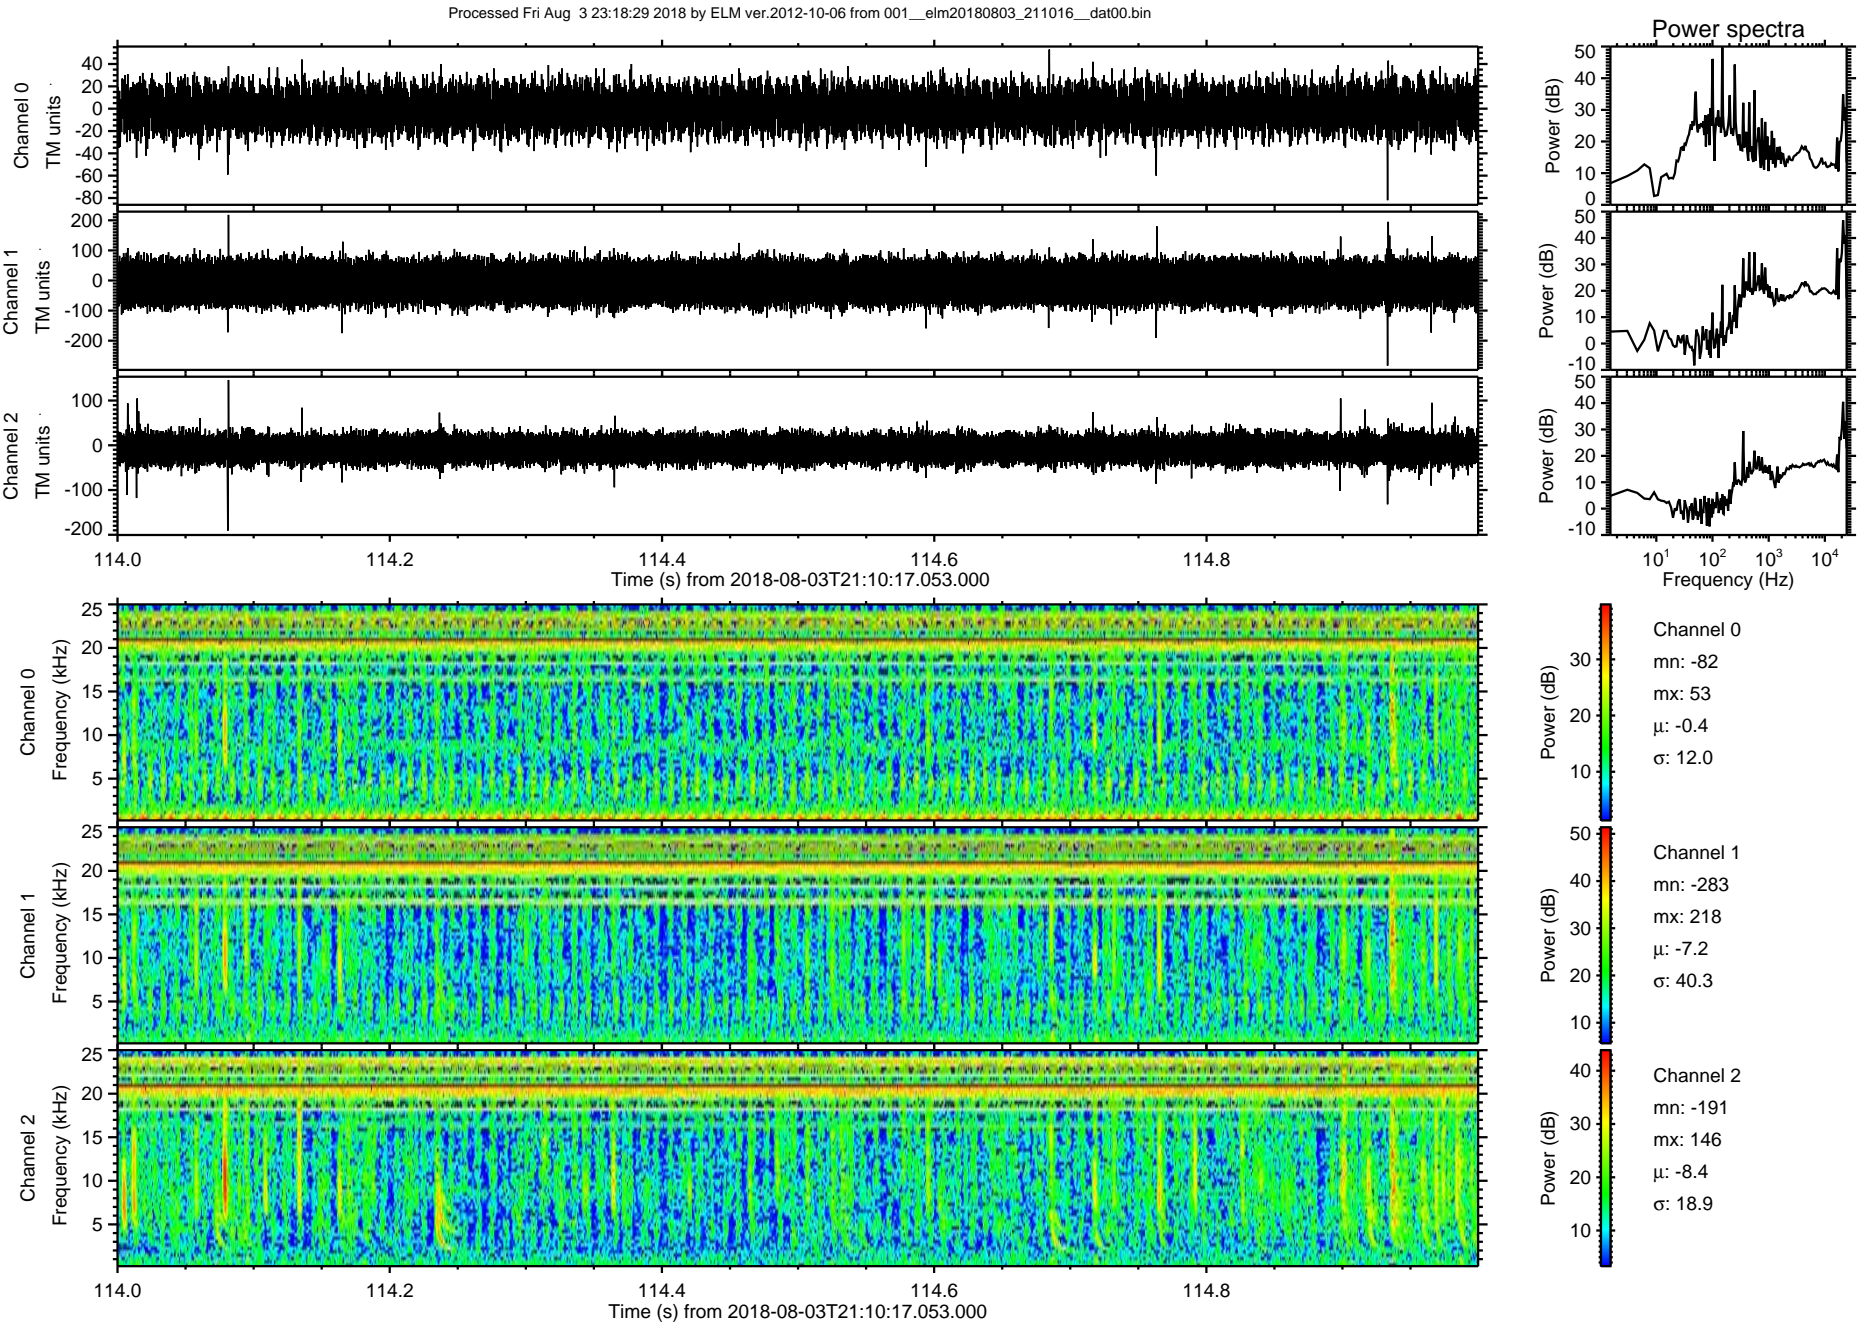 Processed Fri Aug  3 23:18:29 2018 by ELM ver.2012-10-06 from 001__elm20180803_211016__dat00.bin
Power spectra
Channel 0
TM units
40
20
0
-20
-40
-60
-80
Power (dB)
50
40
30
20
10
0
Channel 1
TM units
200
100
0
-100
-200
Power (dB)
50
40
30
20
10
0
-10
Channel 2
TM units
100
0
-100
-200
Power (dB)
50
40
30
20
10
0
-10
114.0 114.2 114.4 114.6 114.8
Time (s) from 2018-08-03T21:10:17.053.000
10¹ 10² 10³ 10⁴
Frequency (Hz)
Channel 0
Frequency (kHz)
25
20
15
10
5
Power (dB)
30
20
10
Channel 0
mn: -82
mx: 53
μ: -0.4
σ: 12.0
Channel 1
Frequency (kHz)
25
20
15
10
5
Power (dB)
50
40
30
20
10
Channel 1
mn: -283
mx: 218
μ: -7.2
σ: 40.3
Channel 2
Frequency (kHz)
25
20
15
10
5
Power (dB)
40
30
20
10
Channel 2
mn: -191
mx: 146
μ: -8.4
σ: 18.9
114.0 114.2 114.4 114.6 114.8
Time (s) from 2018-08-03T21:10:17.053.000